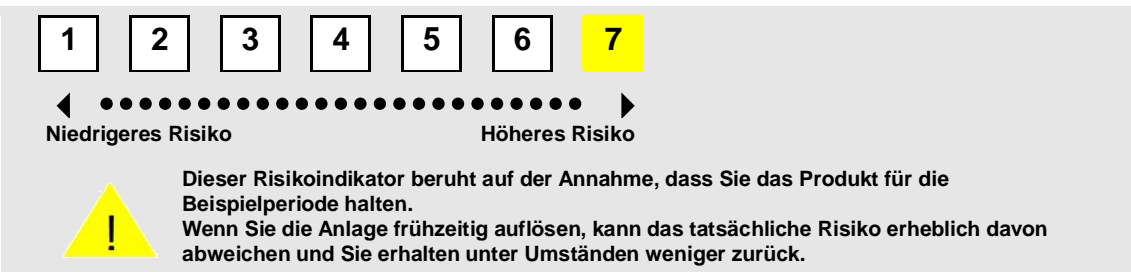 1 2 3 4 5 6 7
Niedrigeres Risiko Höheres Risiko
Dieser Risikoindikator beruht auf der Annahme, dass Sie das Produkt für die
Beispielperiode halten.
Wenn Sie die Anlage frühzeitig auflösen, kann das tatsächliche Risiko erheblich davon
abweichen und Sie erhalten unter Umständen weniger zurück.
!